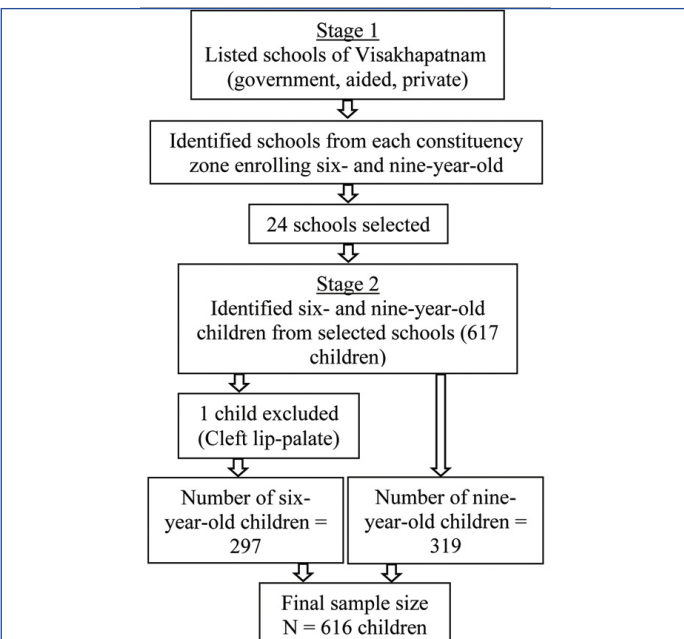 Stage 1
Listed schools of Visakhapatnam
(government, aided, private)
Identified schools from each constituency
zone enrolling six- and nine-year-old
24 schools selected
Stage 2
Identified six- and nine-year-old
children from selected schools (617
children)
1 child excluded
(Cleft lip-palate)
Number of six-
year-old children =
297
Number of nine-
year-old children =
319
Final sample size
N = 616 children